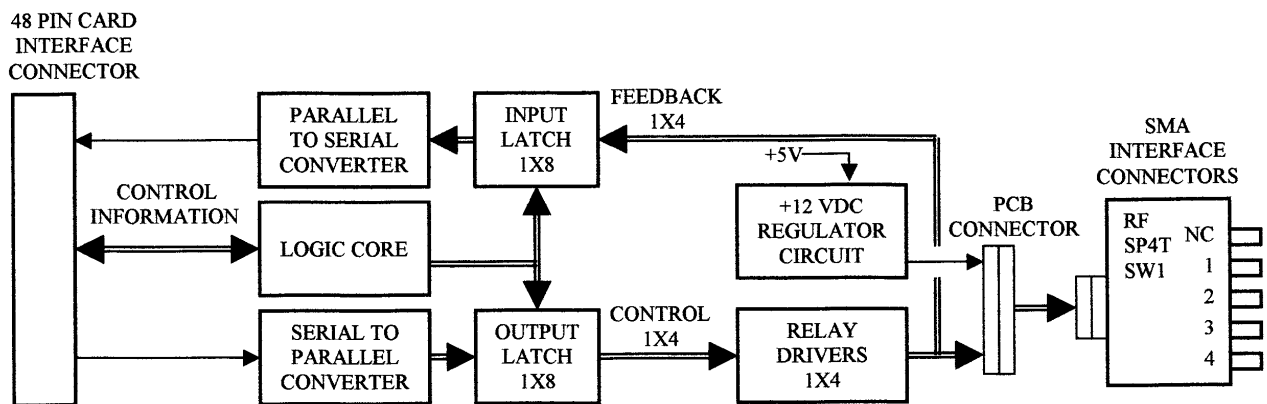 48 PIN CARD
INTERFACE
CONNECTOR
PARALLEL
TO SERIAL
CONVERTER
INPUT
LATCH
1X8
FEEDBACK
1X4
+5V
+12 VDC
REGULATOR
CIRCUIT
PCB
CONNECTOR
SMA
INTERFACE
CONNECTORS
RF
SP4T
SW1
NC
1
2
3
4
CONTROL
INFORMATION
LOGIC CORE
SERIAL TO
PARALLEL
CONVERTER
OUTPUT
LATCH
1X8
CONTROL
1X4
RELAY
DRIVERS
1X4